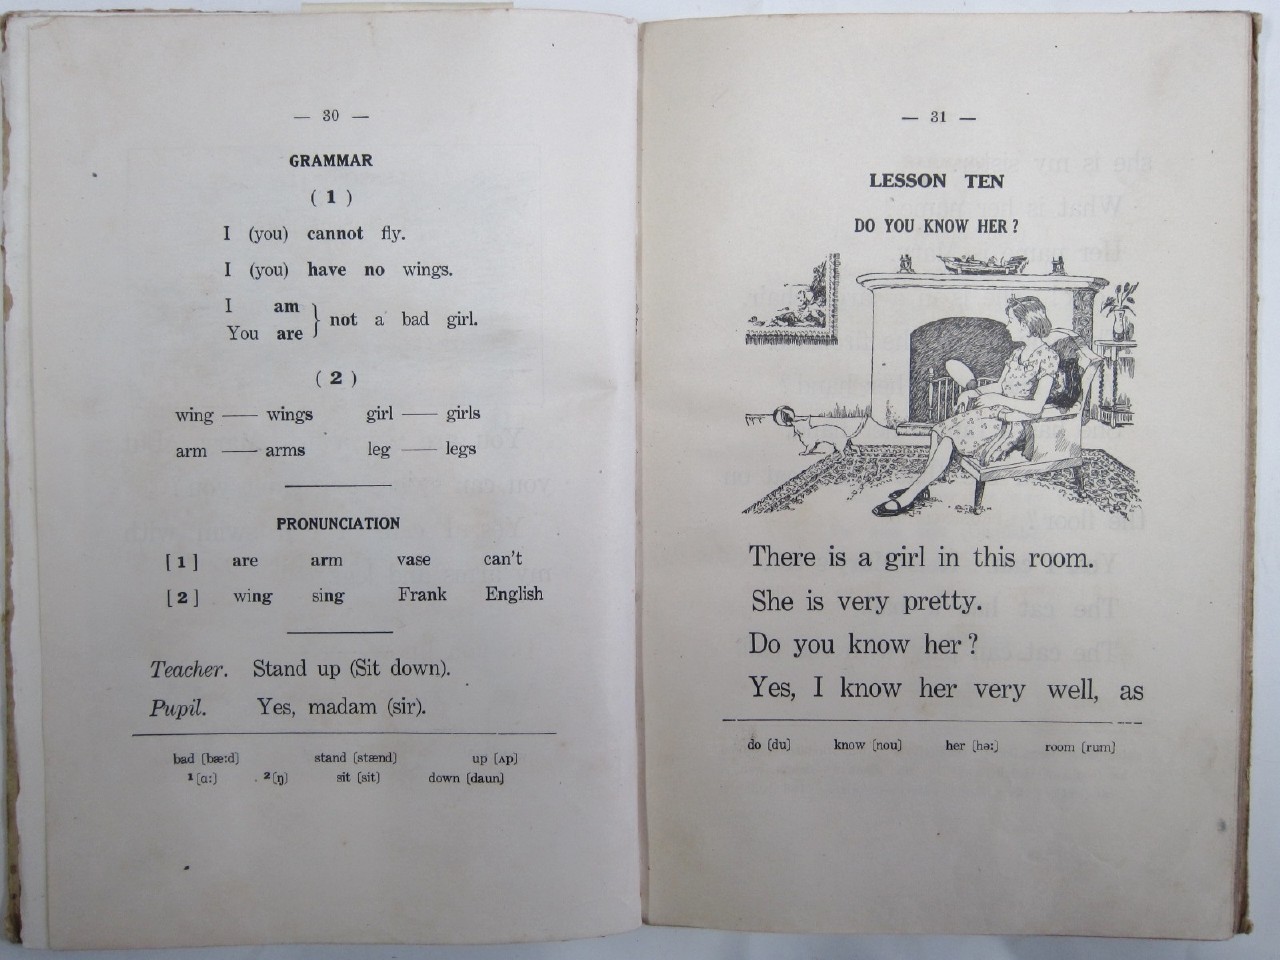 — 30 —
GRAMMAR
( 1 )
I (you) cannot fly.
I (you) have no wings.
I am
You are } not a bad girl.
( 2 )
wing — wings girl — girls
arm — arms leg — legs
PRONUNCIATION
[ 1 ] are arm vase can't
[ 2 ] wing sing Frank English
Teacher. Stand up (Sit down).
Pupil. Yes, madam (sir).
bad [bæːd] stand [stænd] up [ʌp]
1[ɑː] 2[ŋ] sit [sit] down [daun]
— 31 —
LESSON TEN
DO YOU KNOW HER ?
There is a girl in this room.
She is very pretty.
Do you know her ?
Yes, I know her very well, as
do [du] know [nou] her [həː] room [rum]